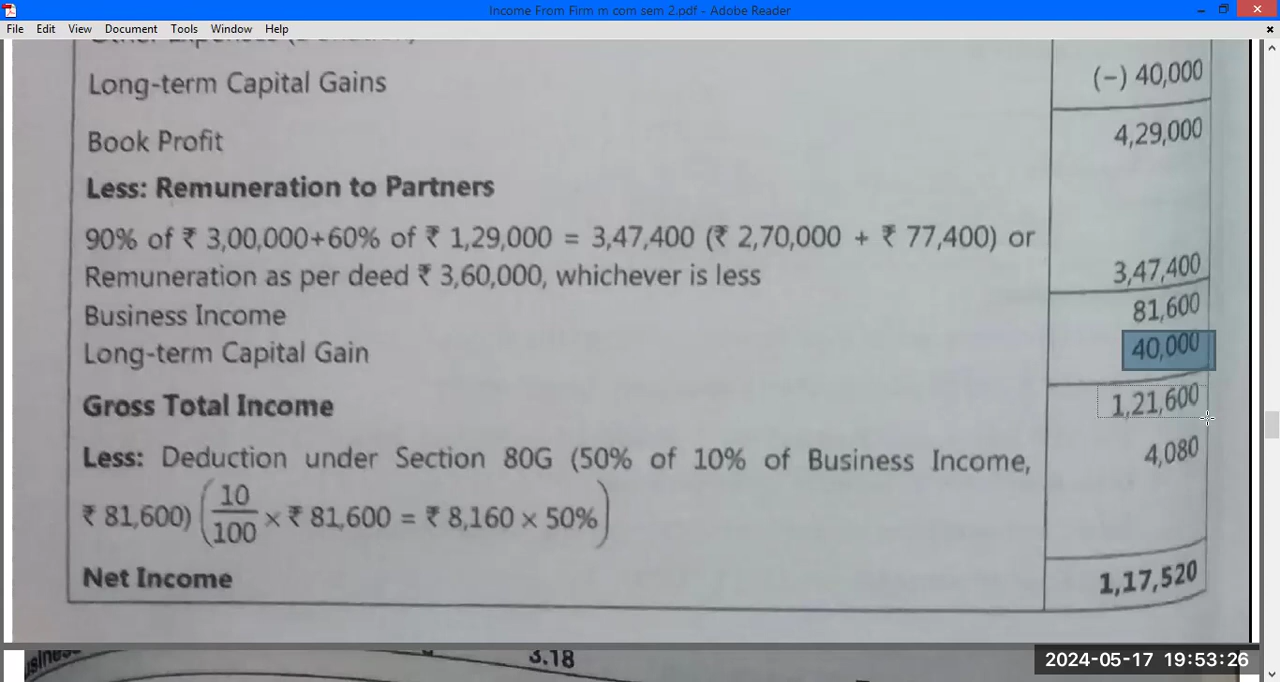 Income From Firm m com sem 2.pdf - Adobe Reader
File Edit View Document Tools Window Help
Long-term Capital Gains (−) 40,000
Book Profit 4,29,000
Less: Remuneration to Partners
90% of ₹ 3,00,000+60% of ₹ 1,29,000 = 3,47,400 (₹ 2,70,000 + ₹ 77,400) or
Remuneration as per deed ₹ 3,60,000, whichever is less 3,47,400
Business Income 81,600
Long-term Capital Gain 40,000
Gross Total Income 1,21,600
Less: Deduction under Section 80G (50% of 10% of Business Income, 4,080
₹ 81,600) (10/100 × ₹ 81,600 = ₹ 8,160 × 50%)
Net Income 1,17,520
3.18
2024-05-17 19:53:26